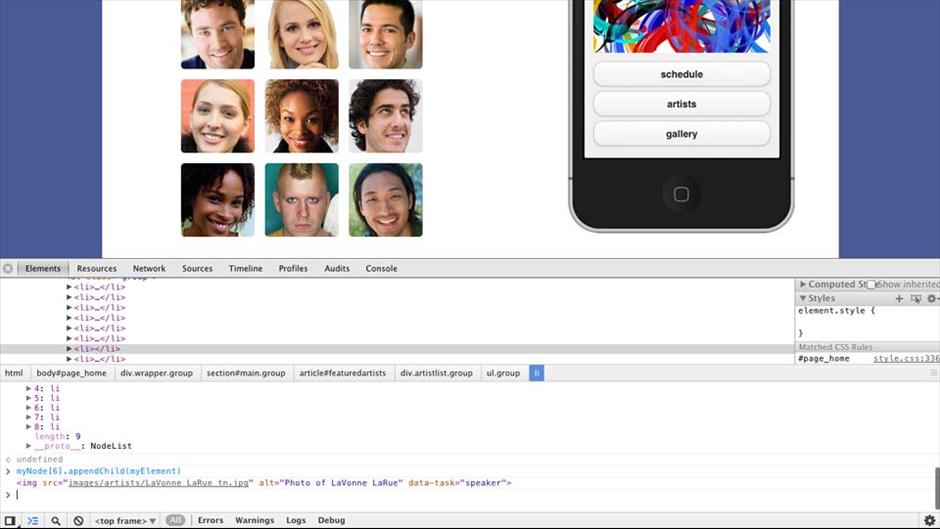 schedule
artists
gallery
Elements Resources Network Sources Timeline Profiles Audits Console
▶<li>…</li>
▶<li>…</li>
▶<li>…</li>
▶<li>…</li>
▶<li>…</li>
▶<li>…</li>
▶<li></li>
▶<li>…</li>
▶ Computed Sty Show inherited
▼ Styles
element.style {
}
Matched CSS Rules
#page_home style.css:336
html body#page_home div.wrapper.group section#main.group article#featuredartists div.artistlist.group ul.group li
▶ 4: li
▶ 5: li
▶ 6: li
▶ 7: li
▶ 8: li
length: 9
▶ __proto__: NodeList
undefined
> myNode[6].appendChild(myElement)
<img src="images/artists/LaVonne_LaRue_tn.jpg" alt="Photo of LaVonne LaRue" data-task="speaker">
>
<top frame> ▼ All Errors Warnings Logs Debug